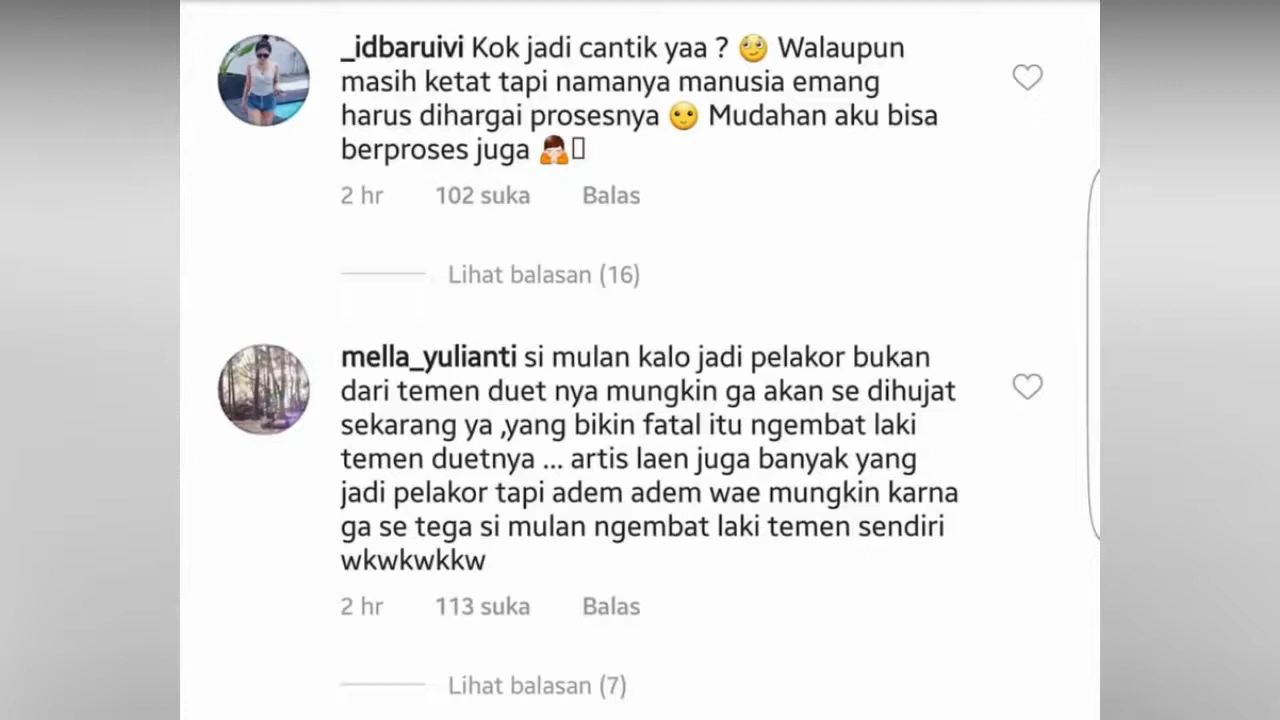 _idbaruivi Kok jadi cantik yaa ? 🥺 Walaupun
masih ketat tapi namanya manusia emang
harus dihargai prosesnya 🙂 Mudahan aku bisa
berproses juga 🙏
2 hr 102 suka Balas
Lihat balasan (16)
mella_yulianti si mulan kalo jadi pelakor bukan
dari temen duet nya mungkin ga akan se dihujat
sekarang ya ,yang bikin fatal itu ngembat laki
temen duetnya ... artis laen juga banyak yang
jadi pelakor tapi adem adem wae mungkin karna
ga se tega si mulan ngembat laki temen sendiri
wkwkwkkw
2 hr 113 suka Balas
Lihat balasan (7)